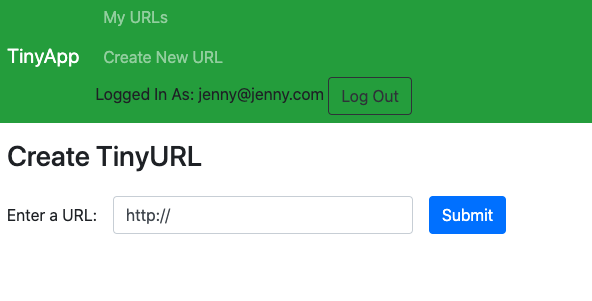 My URLs
TinyApp
Create New URL
Logged In As: jenny@jenny.com Log Out
Create TinyURL
Enter a URL: http:// Submit